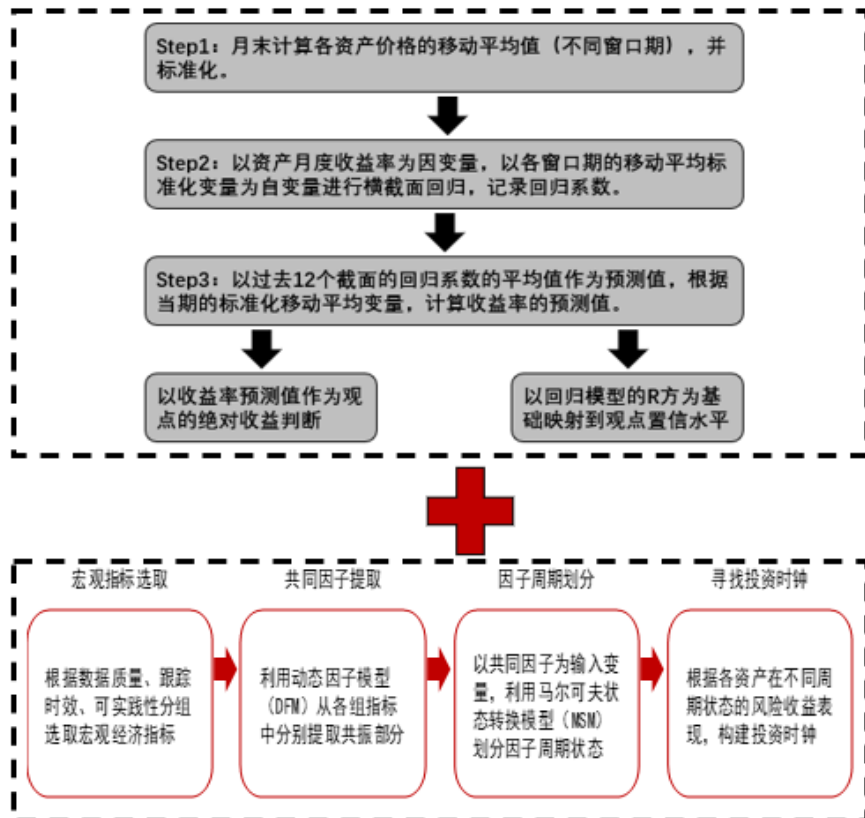 Step1：月末计算各资产价格的移动平均值（不同窗口期），并
标准化。
Step2：以资产月度收益率为因变量，以各窗口期的移动平均标
准化变量为自变量进行横截面回归，记录回归系数。
Step3：以过去12个截面的回归系数的平均值作为预测值，根据
当期的标准化移动平均变量，计算收益率的预测值。
以收益率预测值作为观
点的绝对收益判断
以回归模型的R方为基
础映射到观点置信水平
宏观指标选取
共同因子提取
因子周期划分
寻找投资时钟
根据数据质量、跟踪
时效、可实践性分组
选取宏观经济指标
利用动态因子模型
（DFM）从各组指标
中分别提取共振部分
以共同因子为输入变
量，利用马尔可夫状
态转换模型（MSM）
划分因子周期状态
根据各资产在不同周
期状态的风险收益表
现，构建投资时钟